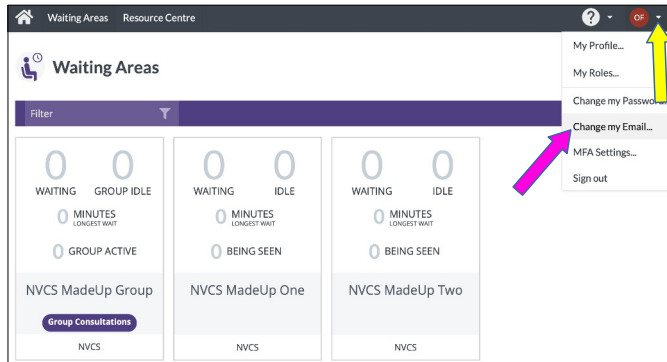 Waiting Areas Resource Centre ? OF
My Profile...
Waiting Areas
My Roles...
Change my Password...
Filter
Change my Email...
MFA Settings...
Sign out
0 0
WAITING GROUP IDLE
0 MINUTES
LONGEST WAIT
0 GROUP ACTIVE
NVCS MadeUp Group
Group Consultations
NVCS
0 0
WAITING IDLE
0 MINUTES
LONGEST WAIT
0 BEING SEEN
NVCS MadeUp One
NVCS
0 0
WAITING IDLE
0 MINUTES
LONGEST WAIT
0 BEING SEEN
NVCS MadeUp Two
NVCS